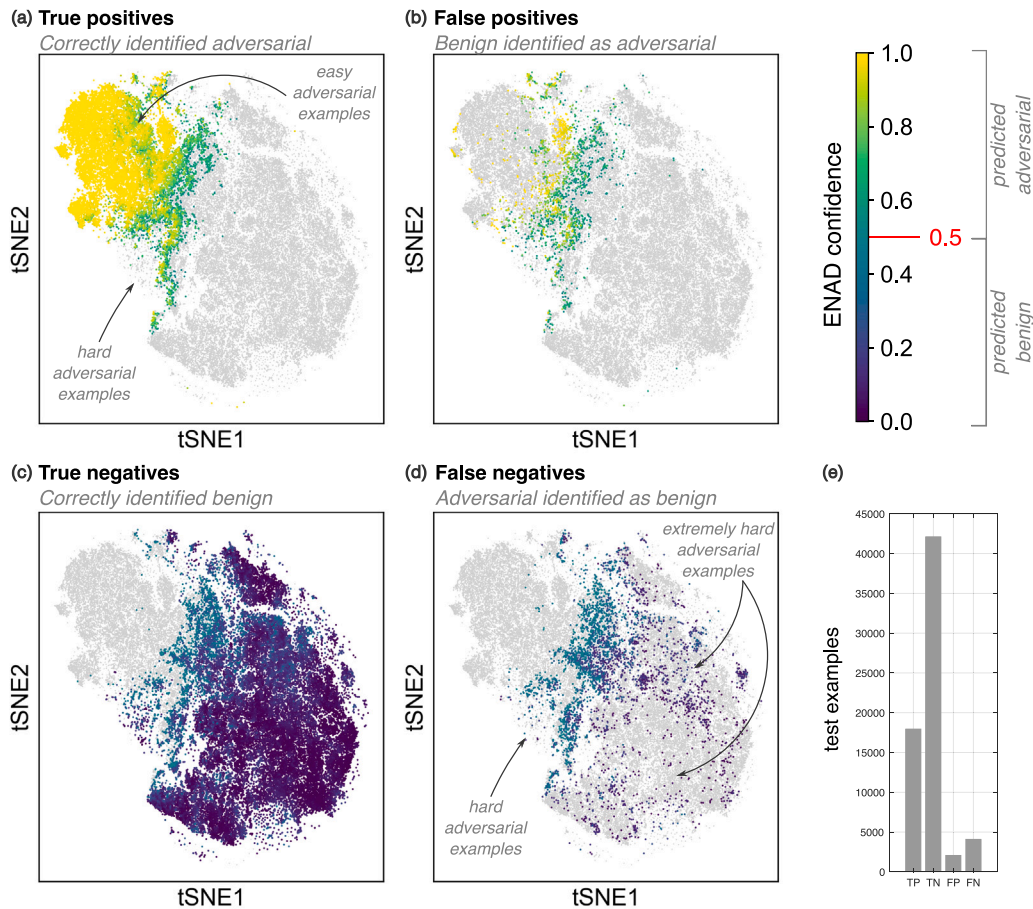 (a) True positives
Correctly identified adversarial
easy
adversarial
examples
hard
adversarial
examples
tSNE2
tSNE1
(b) False positives
Benign identified as adversarial
tSNE2
tSNE1
ENAD confidence
1.0
0.8
0.6
0.5
0.4
0.2
0.0
predicted
adversarial
predicted
benign
(c) True negatives
Correctly identified benign
tSNE2
tSNE1
(d) False negatives
Adversarial identified as benign
extremely hard
adversarial
examples
hard
adversarial
examples
tSNE2
tSNE1
(e)
test examples
45000
40000
35000
30000
25000
20000
15000
10000
5000
0
TP TN FP FN